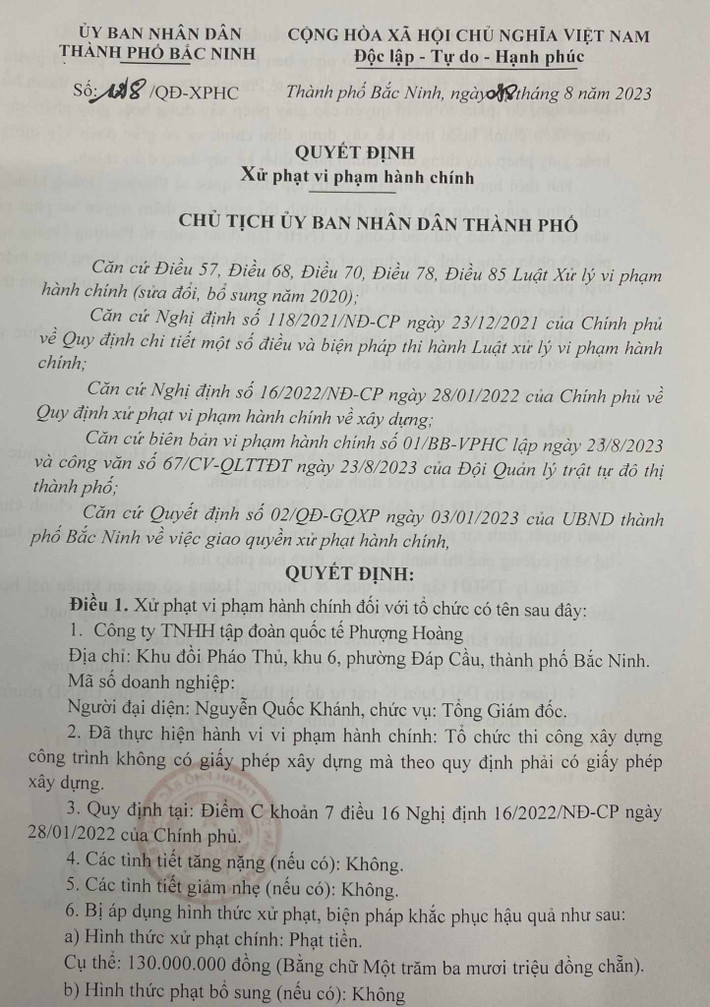 ỦY BAN NHÂN DÂN
THÀNH PHỐ BẮC NINH
CỘNG HÒA XÃ HỘI CHỦ NGHĨA VIỆT NAM
Độc lập - Tự do - Hạnh phúc
Số: /QĐ-XPHC
Thành phố Bắc Ninh, ngày tháng 8 năm 2023
QUYẾT ĐỊNH
Xử phạt vi phạm hành chính
CHỦ TỊCH ỦY BAN NHÂN DÂN THÀNH PHỐ
Căn cứ Điều 57, Điều 68, Điều 70, Điều 78, Điều 85 Luật Xử lý vi phạm
hành chính (sửa đổi, bổ sung năm 2020);
Căn cứ Nghị định số 118/2021/NĐ-CP ngày 23/12/2021 của Chính phủ
về Quy định chi tiết một số điều và biện pháp thi hành Luật xử lý vi phạm hành
chính;
Căn cứ Nghị định số 16/2022/NĐ-CP ngày 28/01/2022 của Chính phủ về
Quy định xử phạt vi phạm hành chính về xây dựng;
Căn cứ biên bản vi phạm hành chính số 01/BB-VPHC lập ngày 23/8/2023
và công văn số 67/CV-QLTTĐT ngày 23/8/2023 của Đội Quản lý trật tự đô thị
thành phố;
Căn cứ Quyết định số 02/QĐ-GQXP ngày 03/01/2023 của UBND thành
phố Bắc Ninh về việc giao quyền xử phạt hành chính,
QUYẾT ĐỊNH:
Điều 1. Xử phạt vi phạm hành chính đối với tổ chức có tên sau đây:
1. Công ty TNHH tập đoàn quốc tế Phượng Hoàng
Địa chỉ: Khu đồi Pháo Thủ, khu 6, phường Đáp Cầu, thành phố Bắc Ninh.
Mã số doanh nghiệp:
Người đại diện: Nguyễn Quốc Khánh, chức vụ: Tổng Giám đốc.
2. Đã thực hiện hành vi vi phạm hành chính: Tổ chức thi công xây dựng
công trình không có giấy phép xây dựng mà theo quy định phải có giấy phép
xây dựng.
3. Quy định tại: Điểm C khoản 7 điều 16 Nghị định 16/2022/NĐ-CP ngày
28/01/2022 của Chính phủ.
4. Các tình tiết tăng nặng (nếu có): Không.
5. Các tình tiết giảm nhẹ (nếu có): Không.
6. Bị áp dụng hình thức xử phạt, biện pháp khắc phục hậu quả như sau:
a) Hình thức xử phạt chính: Phạt tiền.
Cụ thể: 130.000.000 đồng (Bằng chữ Một trăm ba mươi triệu đồng chẵn).
b) Hình thức phạt bổ sung (nếu có): Không